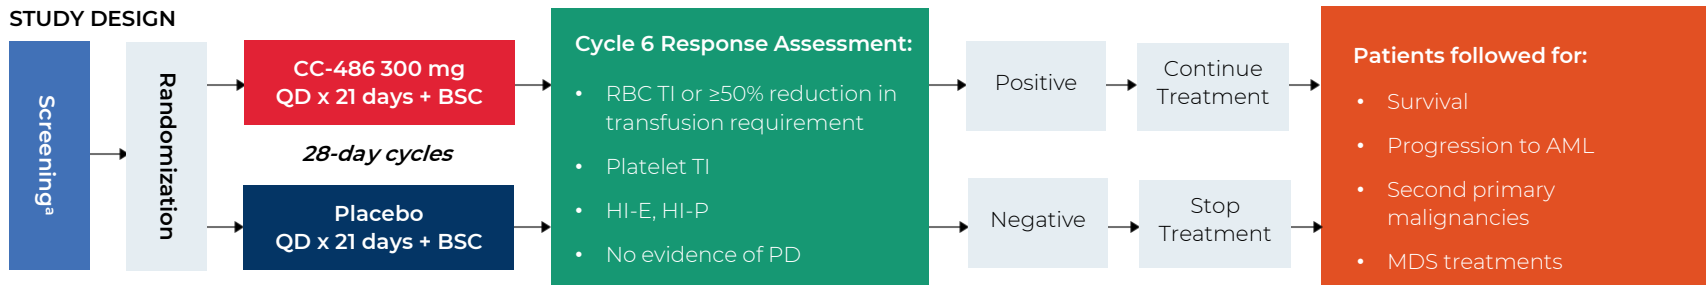 STUDY DESIGN
Screeningᵃ
Randomization
CC-486 300 mg
QD x 21 days + BSC
28-day cycles
Placebo
QD x 21 days + BSC
Cycle 6 Response Assessment:
• RBC TI or ≥50% reduction in
transfusion requirement
• Platelet TI
• HI-E, HI-P
• No evidence of PD
Positive
Continue
Treatment
Negative
Stop
Treatment
Patients followed for:
• Survival
• Progression to AML
• Second primary
malignancies
• MDS treatments